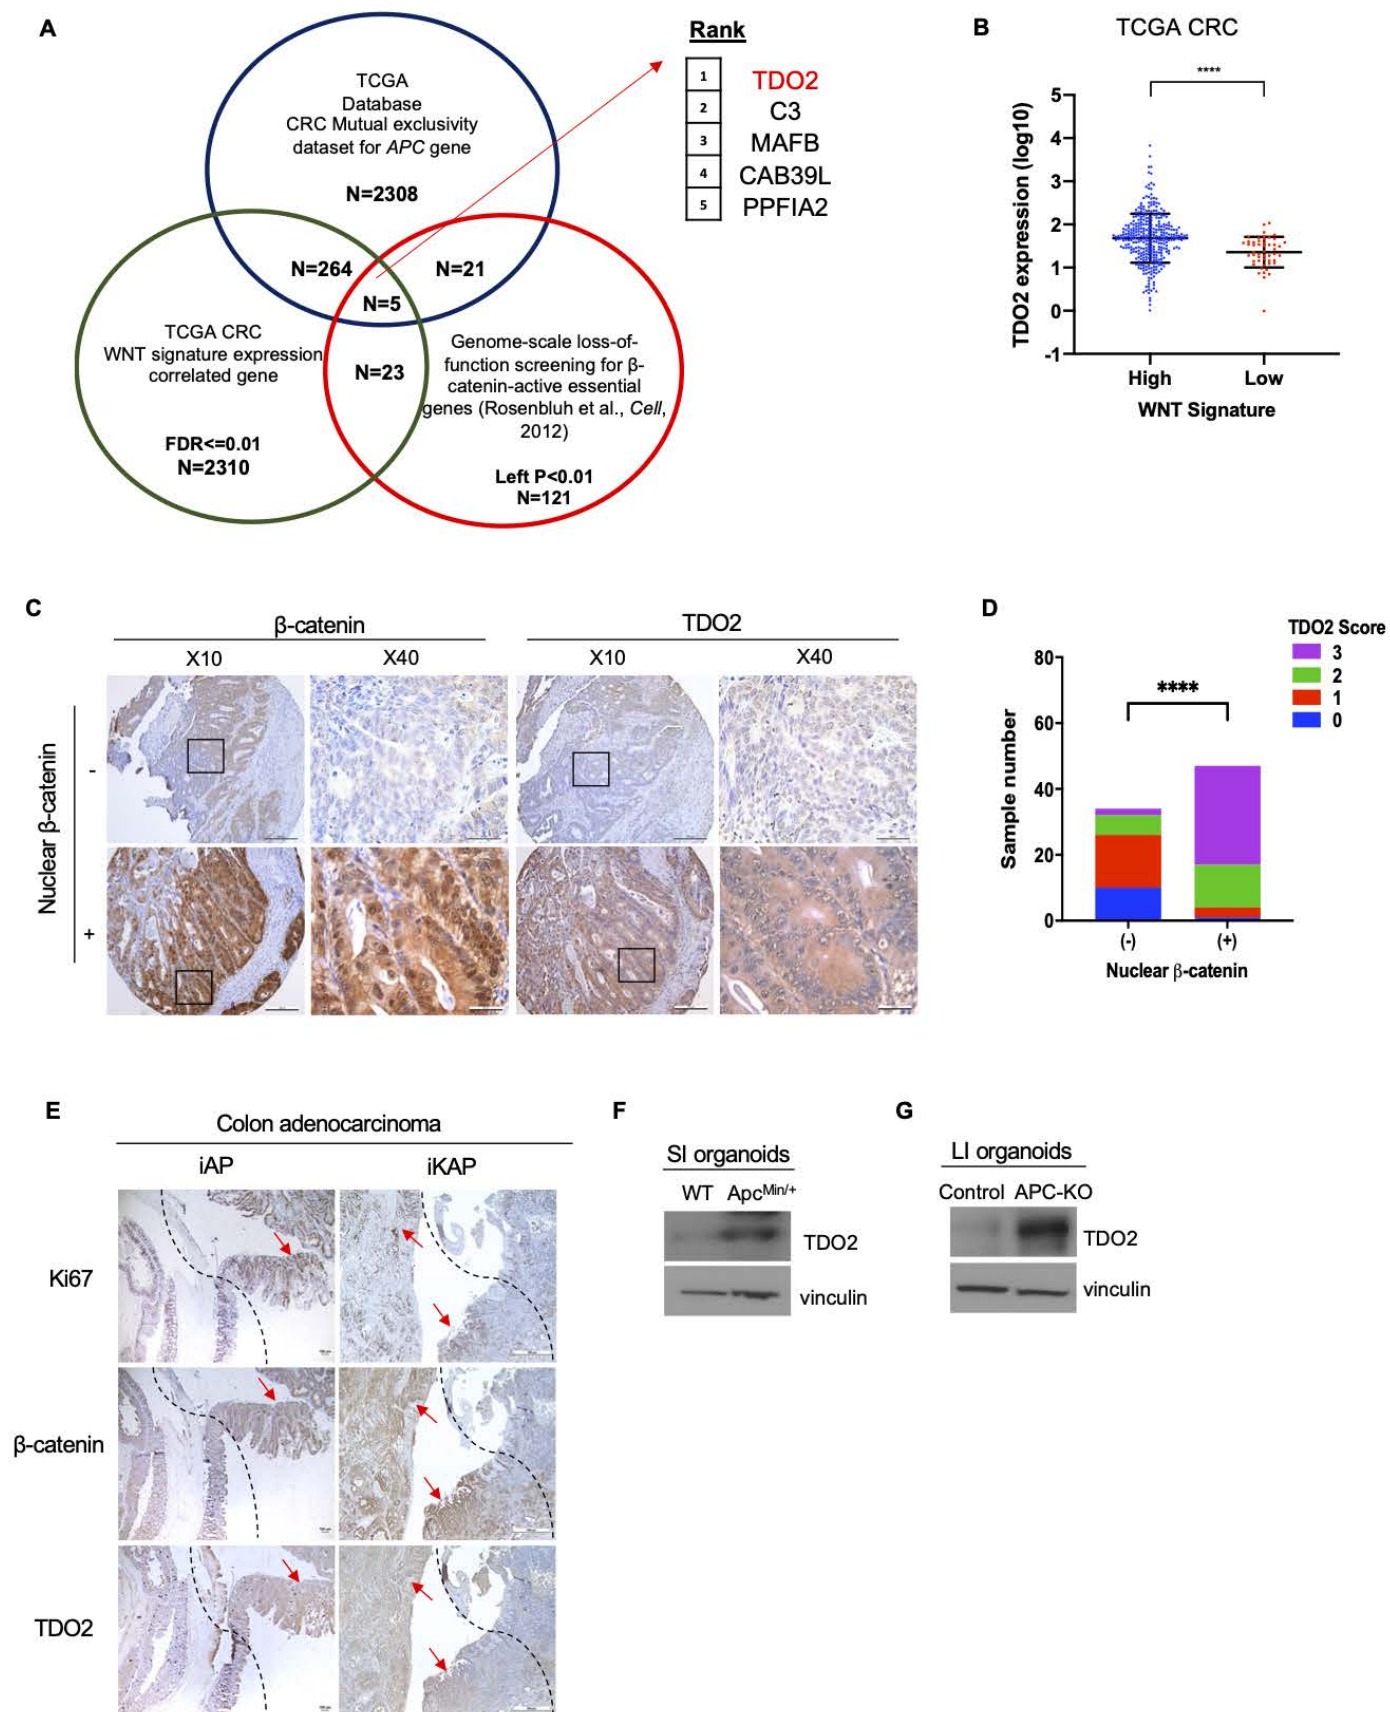 A
TCGA
Database
CRC Mutual exclusivity
dataset for APC gene
N=2308
N=264
N=21
N=5
N=23
TCGA CRC
WNT signature expression
correlated gene
FDR<=0.01
N=2310
Genome-scale loss-of-
function screening for β-
catenin-active essential
genes (Rosenbluh et al., Cell,
2012)
Left P<0.01
N=121
Rank
1 TDO2
2 C3
3 MAFB
4 CAB39L
5 PPFIA2
B
TCGA CRC
****
TDO2 expression (log10)
5
4
3
2
1
0
-1
High Low
WNT Signature
C
β-catenin TDO2
X10 X40 X10 X40
Nuclear β-catenin
-
+
D
TDO2 Score
3
2
1
0
****
Sample number
80
60
40
20
0
(-) (+)
Nuclear β-catenin
E
Colon adenocarcinoma
iAP iKAP
Ki67
β-catenin
TDO2
F
SI organoids
WT ApcMin/+
TDO2
vinculin
G
LI organoids
Control APC-KO
TDO2
vinculin